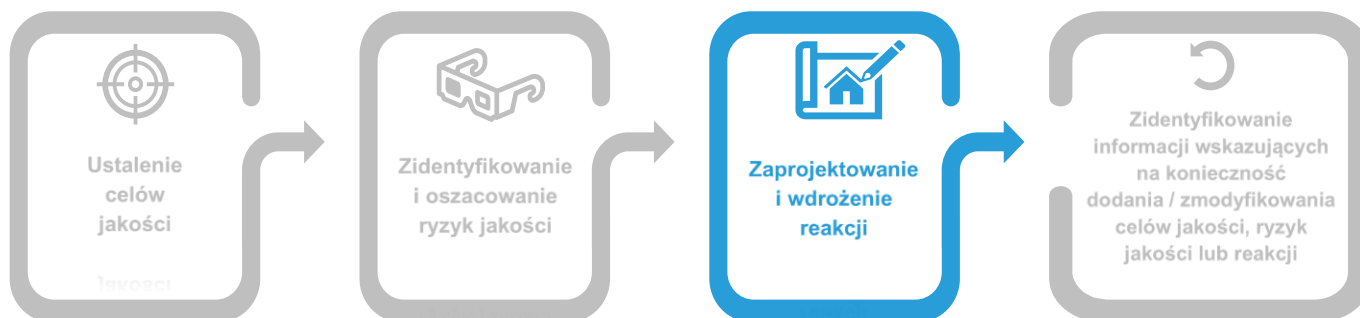 Ustalenie
celów
jakości
Zidentyfikowanie
i oszacowanie
ryzyk jakości
Zaprojektowanie
i wdrożenie
reakcji
Zidentyfikowanie
informacji wskazujących
na konieczność
dodania / zmodyfikowania
celów jakości, ryzyk
jakości lub reakcji